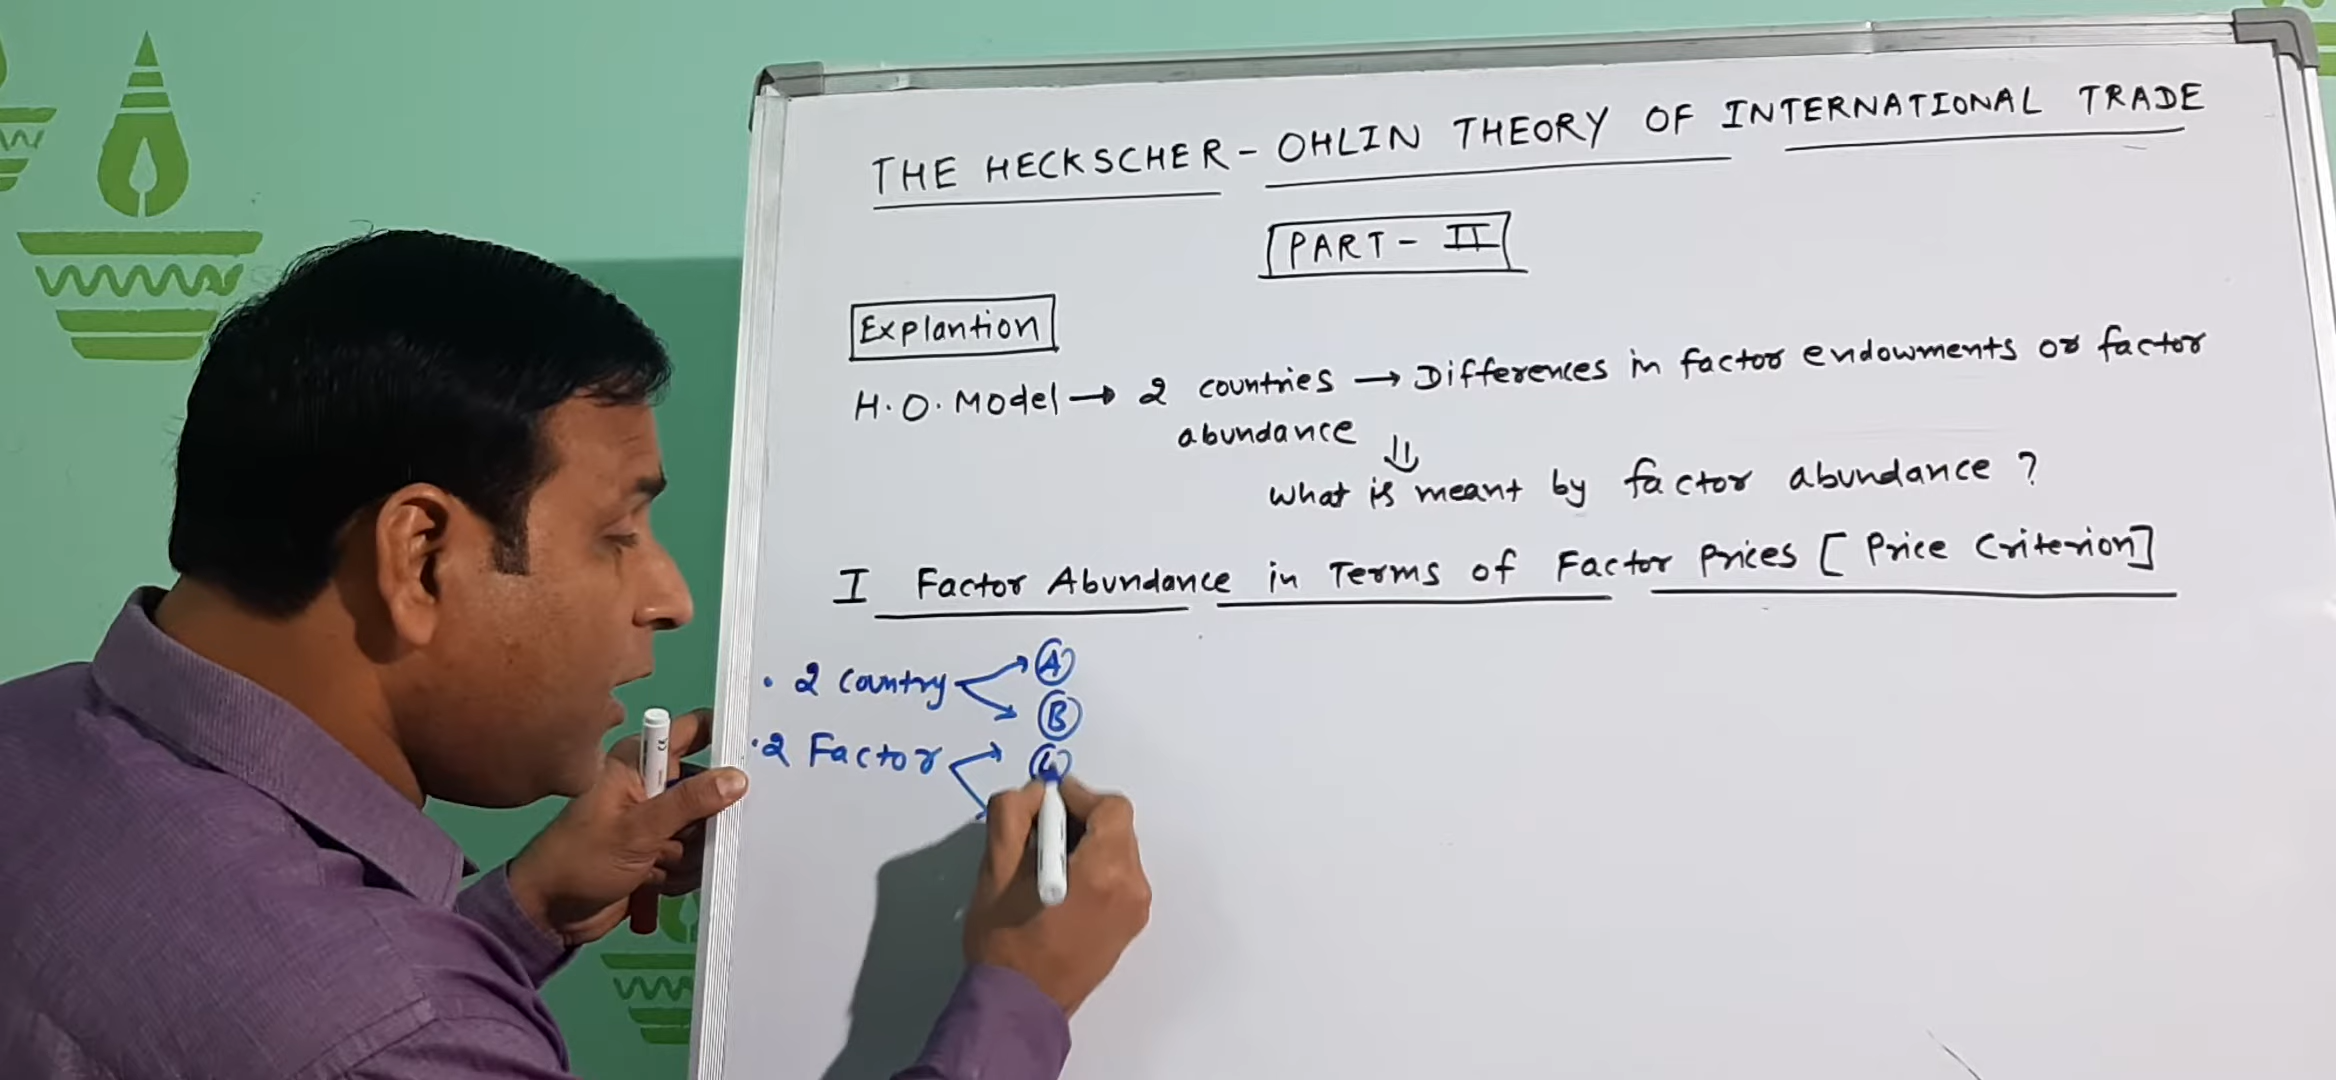 THE HECKSCHER - OHLIN THEORY OF INTERNATIONAL TRADE
PART - II
Explantion
H.O. Model → 2 countries → Differences in factor endowments or factor
abundance ⇓
what is meant by factor abundance ?
I Factor Abundance in Terms of Factor Prices [ Price Criterion]
· 2 Country A
B
· 2 Factor